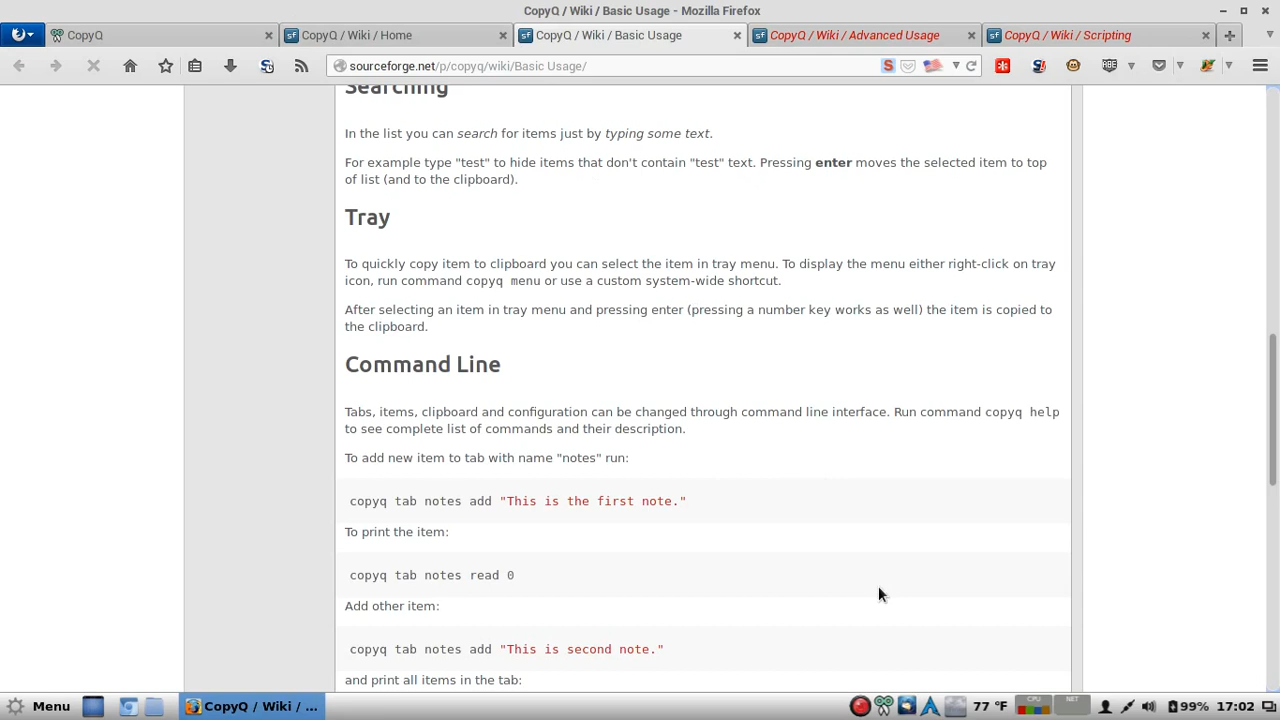 CopyQ / Wiki / Basic Usage - Mozilla Firefox
CopyQ
CopyQ / Wiki / Home
CopyQ / Wiki / Basic Usage
CopyQ / Wiki / Advanced Usage
CopyQ / Wiki / Scripting
sourceforge.net/p/copyq/wiki/Basic Usage/
Searching
In the list you can search for items just by typing some text.
For example type "test" to hide items that don't contain "test" text. Pressing enter moves the selected item to top
of list (and to the clipboard).
Tray
To quickly copy item to clipboard you can select the item in tray menu. To display the menu either right-click on tray
icon, run command copyq menu or use a custom system-wide shortcut.
After selecting an item in tray menu and pressing enter (pressing a number key works as well) the item is copied to
the clipboard.
Command Line
Tabs, items, clipboard and configuration can be changed through command line interface. Run command copyq help
to see complete list of commands and their description.
To add new item to tab with name "notes" run:
copyq tab notes add "This is the first note."
To print the item:
copyq tab notes read 0
Add other item:
copyq tab notes add "This is second note."
and print all items in the tab:
Menu
CopyQ / Wiki / ...
77 °F
CPU
NET
99%
17:02